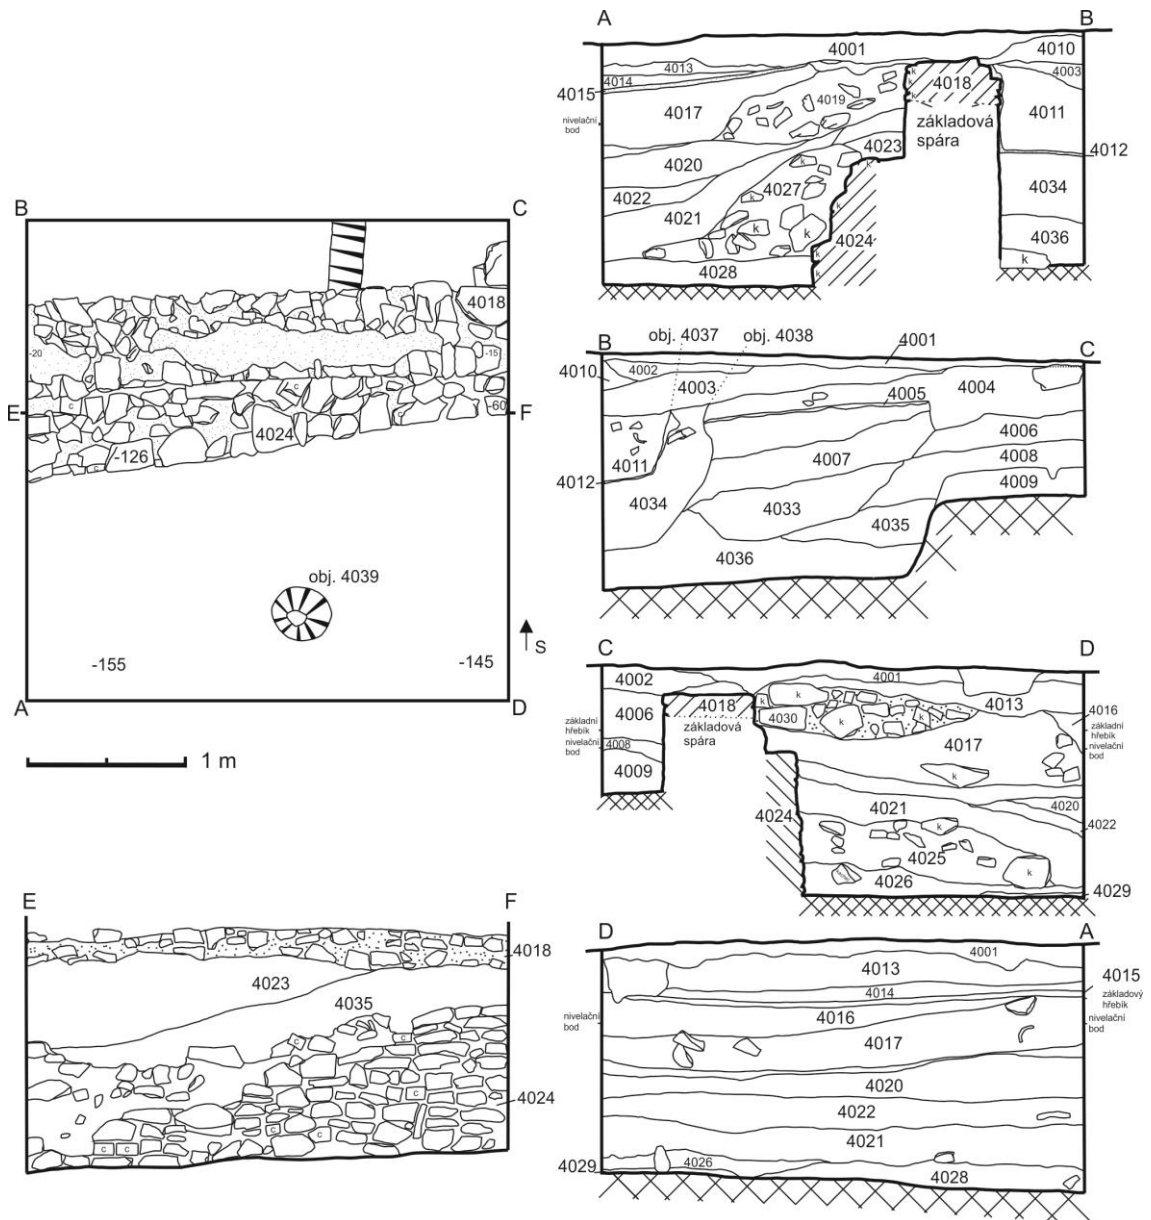 A
B
4001
4010
4013
4003
4014
4015
k
k
k
4018
4019
4017
4011
nivelační
bod
základová
spára
4023
4012
4020
k
k
4027
4034
4022
k
k
4021
k
k
4024
4036
4028
k
k
k
B
C
4018
-20
-15
c
c
E
F
-60
c
c
4024
-126
c
c
obj. 4039
S
-155
-145
A
D
1 m
obj. 4037
obj. 4038
B
4001
C
4002
4010
4003
4004
4005
4006
4011
4007
4008
4012
4009
4034
4033
4035
4036
C
D
4002
4001
k
4013
k
4018
4016
4006
4030
k
k
základní
hřebík
nivelační
bod
základová
spára
základní
hřebík
nivelační
bod
4017
4008
4009
k
4021
4020
4024
4022
k
4025
k
4026
4029
E
F
4018
4023
4035
c
c
c
4024
c
c
c
c
D
A
4001
4013
4015
4014
základový
hřebík
nivelační
bod
nivelační
bod
4016
4017
4020
4022
4021
4029
4026
4028